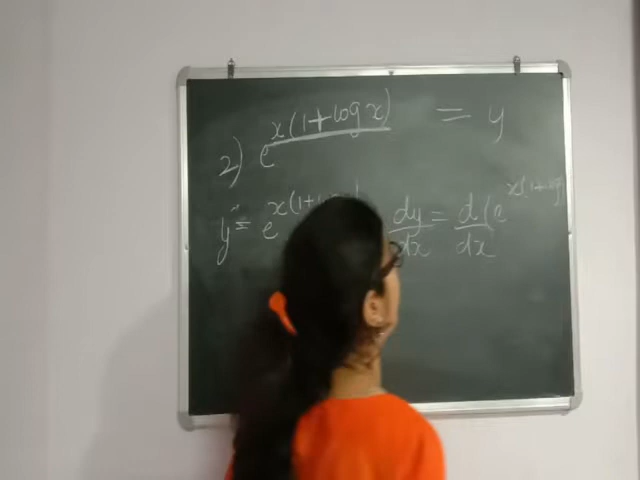 2) e^x(1+log x) = y
y = e^x(1+ dy/dx = d/dx (e^x(1+log